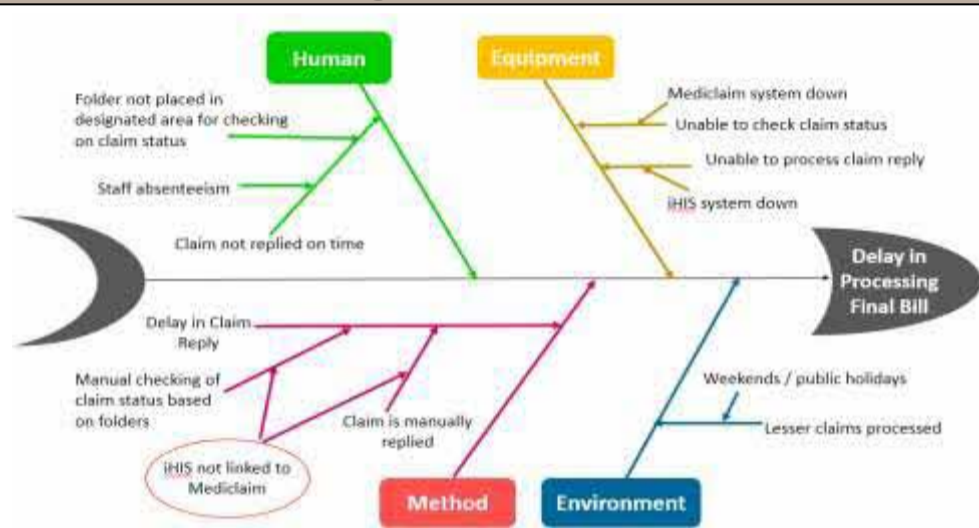 Human
Equipment
Folder not placed in
designated area for checking
on claim status
Staff absenteeism
Claim not replied on time
Mediclaim system down
Unable to check claim status
Unable to process claim reply
iHIS system down
Delay in
Processing
Final Bill
Delay in Claim
Reply
Manual checking of
claim status based
on folders
iHIS not linked to
Mediclaim
Claim is manually
replied
Weekends / public holidays
Lesser claims processed
Method
Environment